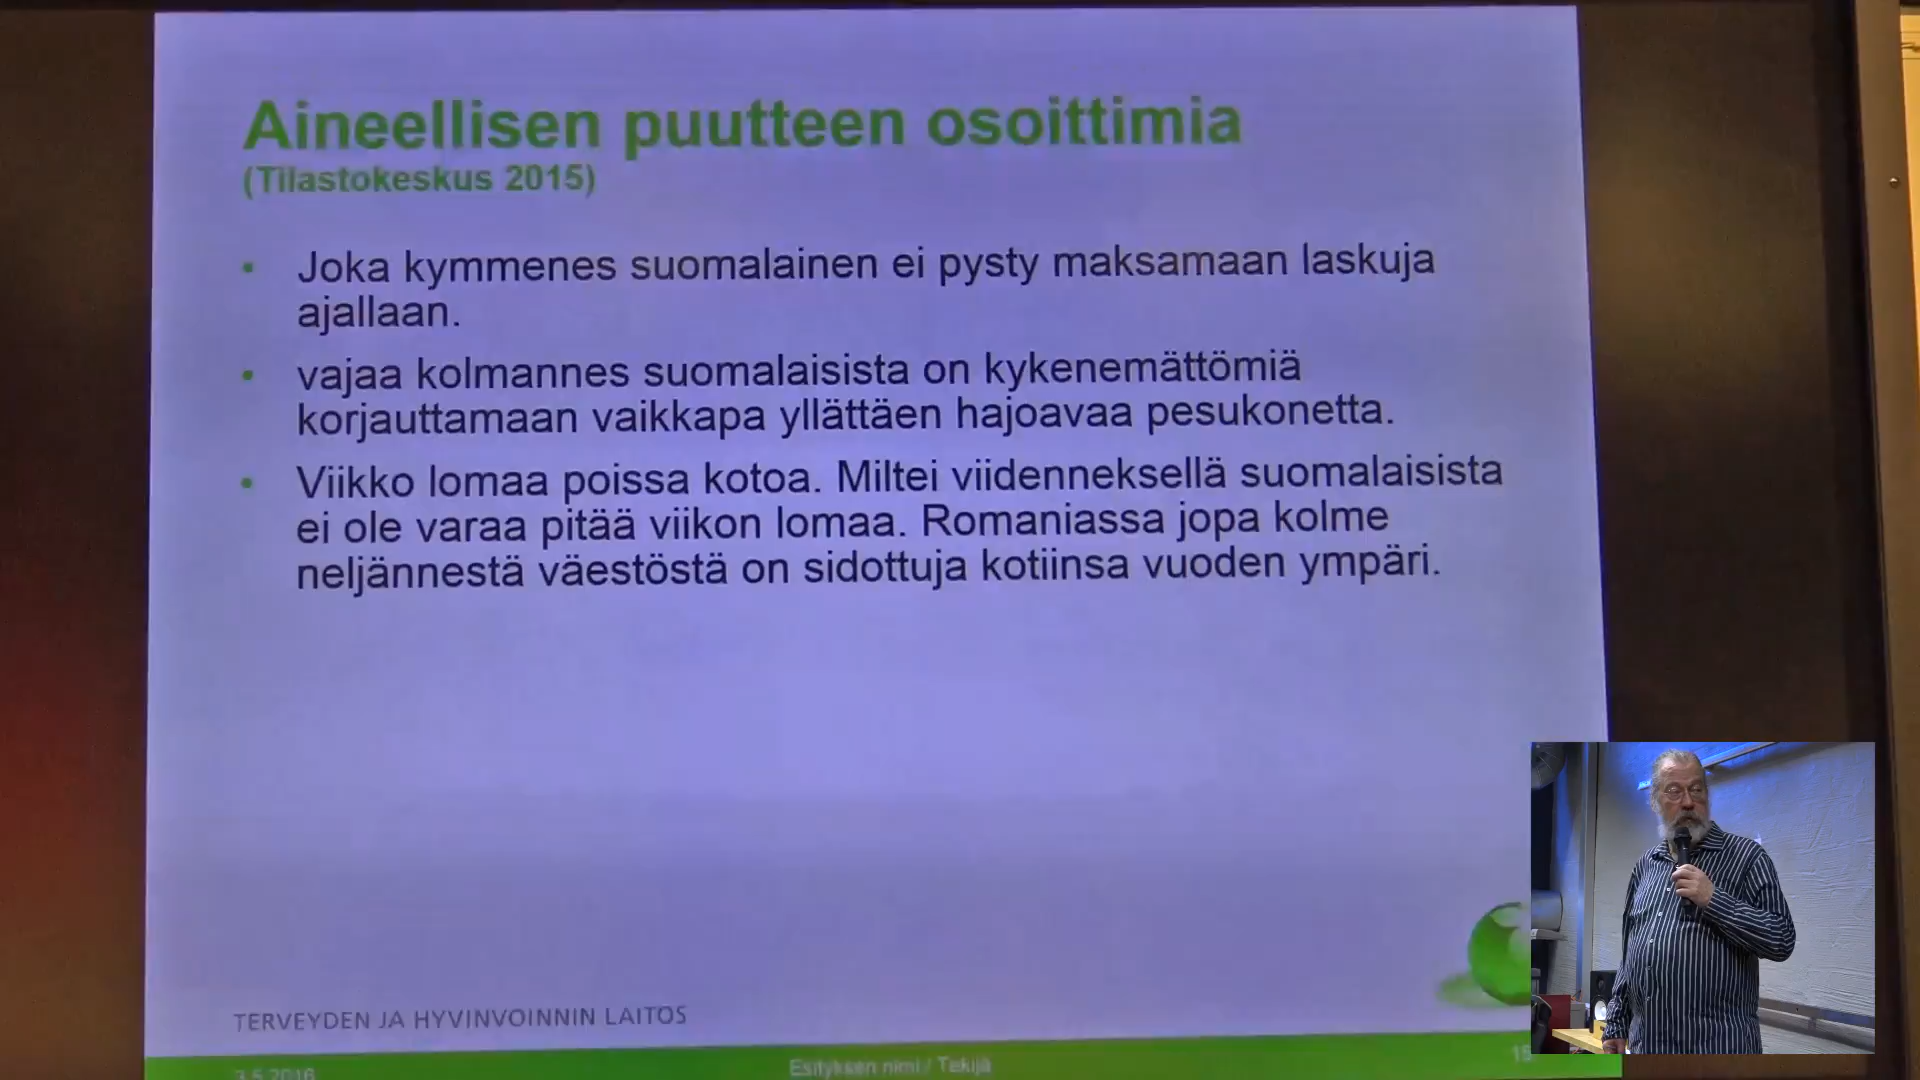 Aineellisen puutteen osoittimia
(Tilastokeskus 2015)
• Joka kymmenes suomalainen ei pysty maksamaan laskuja
ajallaan.
• vajaa kolmannes suomalaisista on kykenemättömiä
korjauttamaan vaikkapa yllättäen hajoavaa pesukonetta.
• Viikko lomaa poissa kotoa. Miltei viidenneksellä suomalaisista
ei ole varaa pitää viikon lomaa. Romaniassa jopa kolme
neljännestä väestöstä on sidottuja kotiinsa vuoden ympäri.
TERVEYDEN JA HYVINVOINNIN LAITOS
3.5.2016
Esityksen nimi / Tekijä